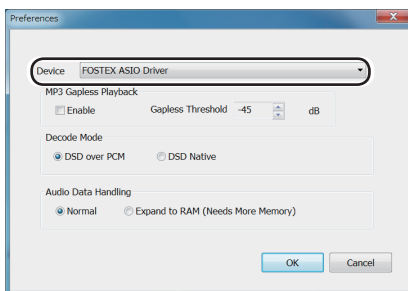 Preferences
Device FOSTEX ASIO Driver
MP3 Gapless Playback
Enable Gapless Threshold -45 dB
Decode Mode
DSD over PCM DSD Native
Audio Data Handling
Normal Expand to RAM (Needs More Memory)
OK Cancel